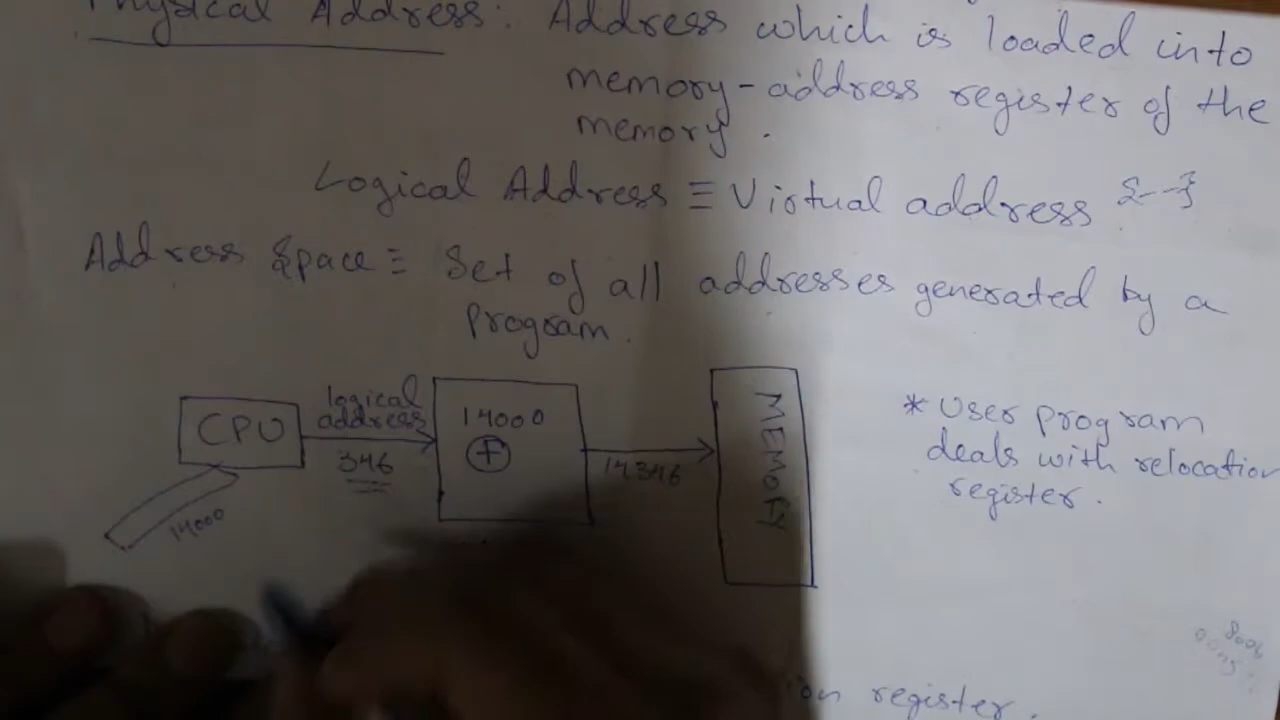 Physical Address: Address which is loaded into
memory-address register of the
memory.
Logical Address ≡ Virtual address
Address Space ≡ Set of all addresses generated by a
program.
CPU
logical
address
346
14000
14000
+
14346
MEMORY
* User program
deals with relocation
register.
register.